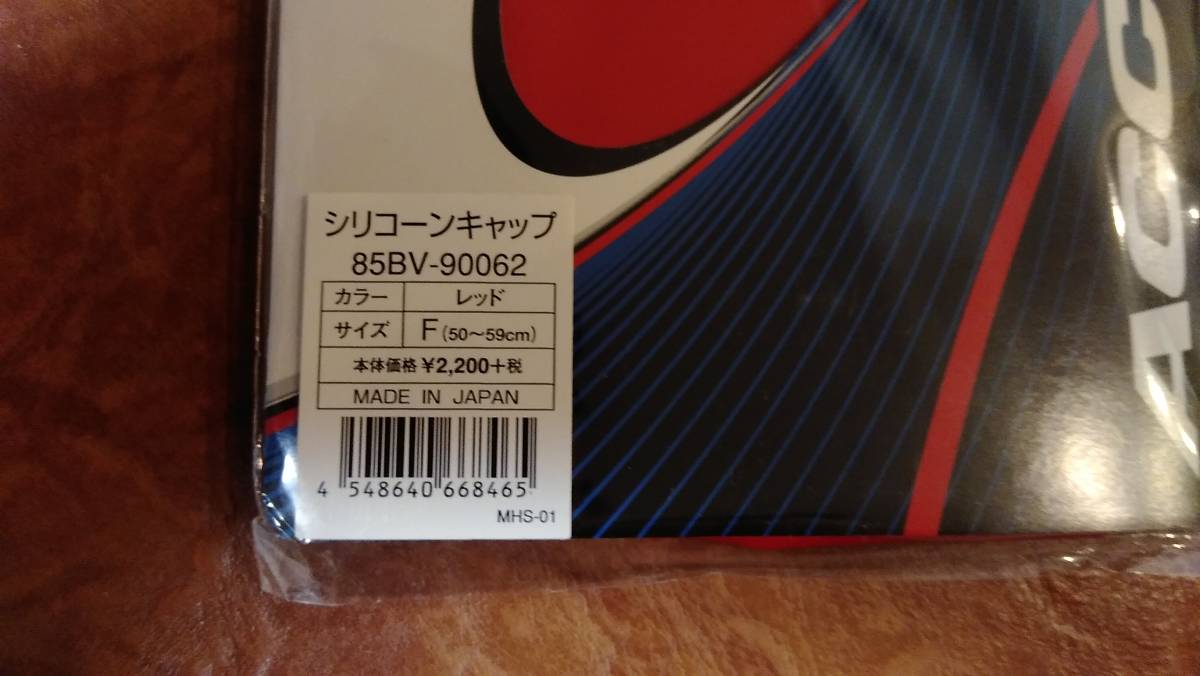 シリコーンキャップ
85BV-90062
カラー レッド
サイズ F(50〜59cm)
本体価格 ¥2,200+税
MADE IN JAPAN
4 548640 668465
MHS-01
ACC